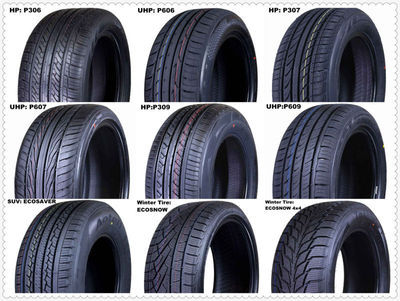 HP: P306
UHP: P606
HP: P307
UHP: P607
HP:P309
UHP:P609
SUV: ECOSAVER
Winter Tire:
ECOSNOW
Winter Tire:
ECOSNOW 4x4